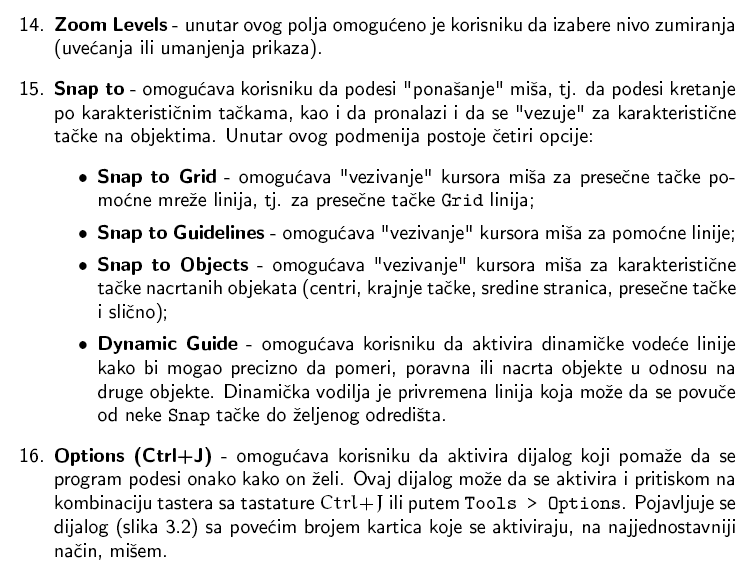 14. Zoom Levels - unutar ovog polja omogućeno je korisniku da izabere nivo zumiranja
(uvećanja ili umanjenja prikaza).
15. Snap to - omogućava korisniku da podesi "ponašanje" miša, tj. da podesi kretanje
po karakterističnim tačkama, kao i da pronalazi i da se "vezuje" za karakteristične
tačke na objektima. Unutar ovog podmenija postoje četiri opcije:
• Snap to Grid - omogućava "vezivanje" kursora miša za presečne tačke po-
moćne mreže linija, tj. za presečne tačke Grid linija;
• Snap to Guidelines - omogućava "vezivanje" kursora miša za pomoćne linije;
• Snap to Objects - omogućava "vezivanje" kursora miša za karakteristične
tačke nacrtanih objekata (centri, krajnje tačke, sredine stranica, presečne tačke
i slično);
• Dynamic Guide - omogućava korisniku da aktivira dinamičke vodeće linije
kako bi mogao precizno da pomeri, poravna ili nacrta objekte u odnosu na
druge objekte. Dinamička vodilja je privremena linija koja može da se povuče
od neke Snap tačke do željenog odredišta.
16. Options (Ctrl+J) - omogućava korisniku da aktivira dijalog koji pomaže da se
program podesi onako kako on želi. Ovaj dijalog može da se aktivira i pritiskom na
kombinaciju tastera sa tastature Ctrl+J ili putem Tools > Options. Pojavljuje se
dijalog (slika 3.2) sa povećim brojem kartica koje se aktiviraju, na najjednostavniji
način, mišem.